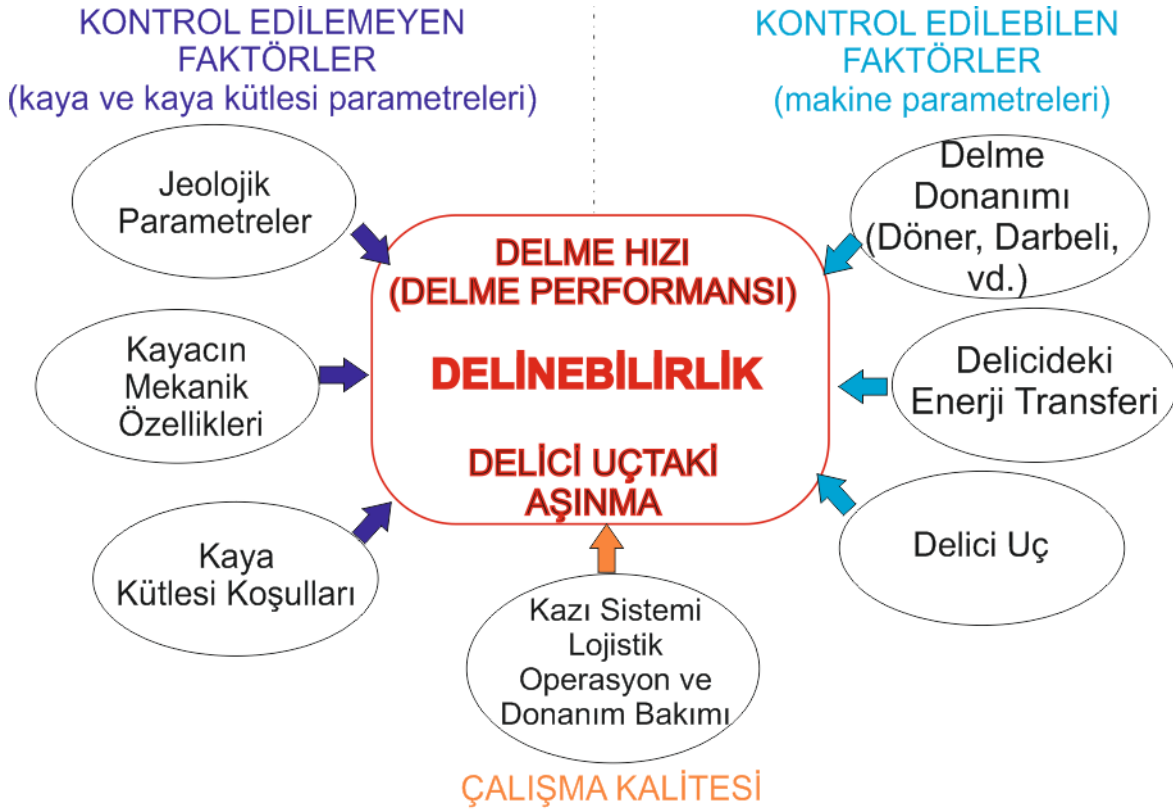 KONTROL EDİLEMEYEN
FAKTÖRLER
(kaya ve kaya kütlesi parametreleri)
KONTROL EDİLEBİLEN
FAKTÖRLER
(makine parametreleri)
Jeolojik
Parametreler
Kayacın
Mekanik
Özellikleri
Kaya
Kütlesi Koşulları
DELME HIZI
(DELME PERFORMANSI)
DELİNEBİLİRLİK
DELİCİ UÇTAKİ
AŞINMA
Delme
Donanımı
(Döner, Darbeli,
vd.)
Delicideki
Enerji Transferi
Delici Uç
Kazı Sistemi
Lojistik
Operasyon ve
Donanım Bakımı
ÇALIŞMA KALİTESİ